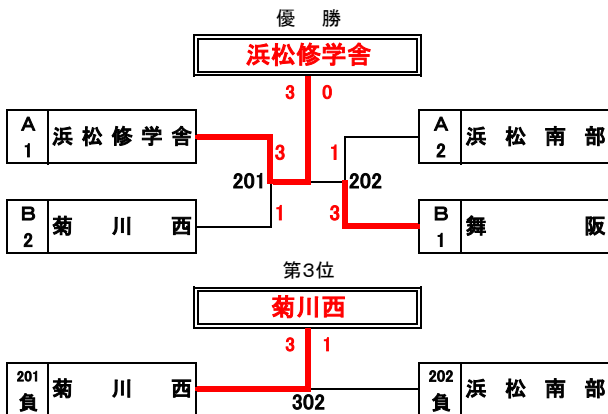 優 勝
浜松修学舎
3 0
A 1 浜松修学舎
A 2 浜松南部
3 1
201 202
1 3
B 2 菊川西
B 1 舞阪
第3位
菊川西
3 1
201 負 菊川西
202 負 浜松南部
302